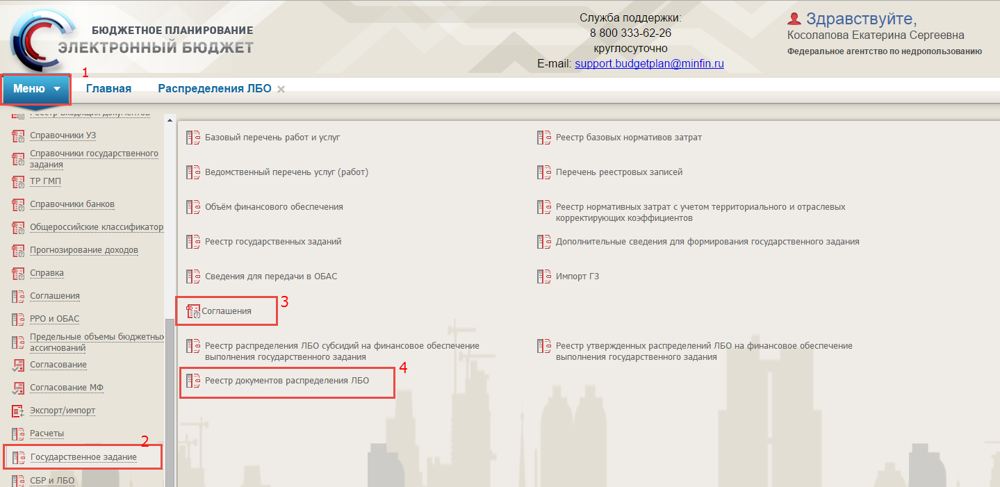 БЮДЖЕТНОЕ ПЛАНИРОВАНИЕ
ЭЛЕКТРОННЫЙ БЮДЖЕТ
Служба поддержки:
8 800 333-62-26
круглосуточно
E-mail: support.budgetplan@minfin.ru
Здравствуйте,
Косолапова Екатерина Сергеевна
Федеральное агентство по недропользованию
1
Меню
Главная
Распределения ЛБО
Реестр входящих документов
Справочники УЗ
Справочники государственного
задания
ТР ГМП
Справочники банков
Общероссийские классификатор
Прогнозирование доходов
Справка
Соглашения
РРО и ОБАС
Предельные объемы бюджетных
ассигнований
Согласование
Согласование МФ
Экспорт/импорт
Расчеты
2
Государственное задание
СБР и ЛБО
Базовый перечень работ и услуг
Реестр базовых нормативов затрат
Ведомственный перечень услуг (работ)
Перечень реестровых записей
Объём финансового обеспечения
Реестр нормативных затрат с учетом территориального и отраслевых
корректирующих коэффициентов
Реестр государственных заданий
Дополнительные сведения для формирования государственного задания
Сведения для передачи в ОБАС
Импорт ГЗ
3
Соглашения
Реестр распределения ЛБО субсидий на финансовое обеспечение
выполнения государственного задания
Реестр утвержденных распределений ЛБО на финансовое обеспечение
выполнения государственного задания
4
Реестр документов распределения ЛБО